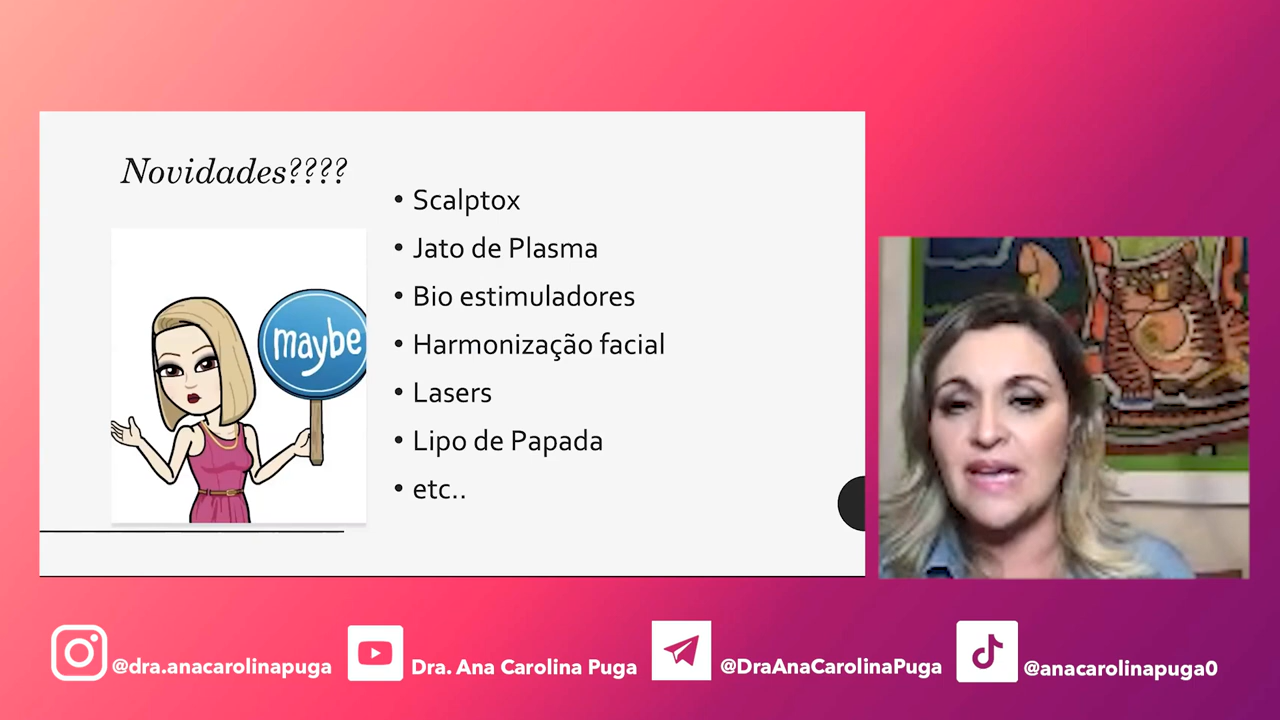 Novidades????
maybe
• Scalptox
• Jato de Plasma
• Bio estimuladores
• Harmonização facial
• Lasers
• Lipo de Papada
• etc..
@dra.anacarolinapuga
Dra. Ana Carolina Puga
@DraAnaCarolinaPuga
@anacarolinapuga0